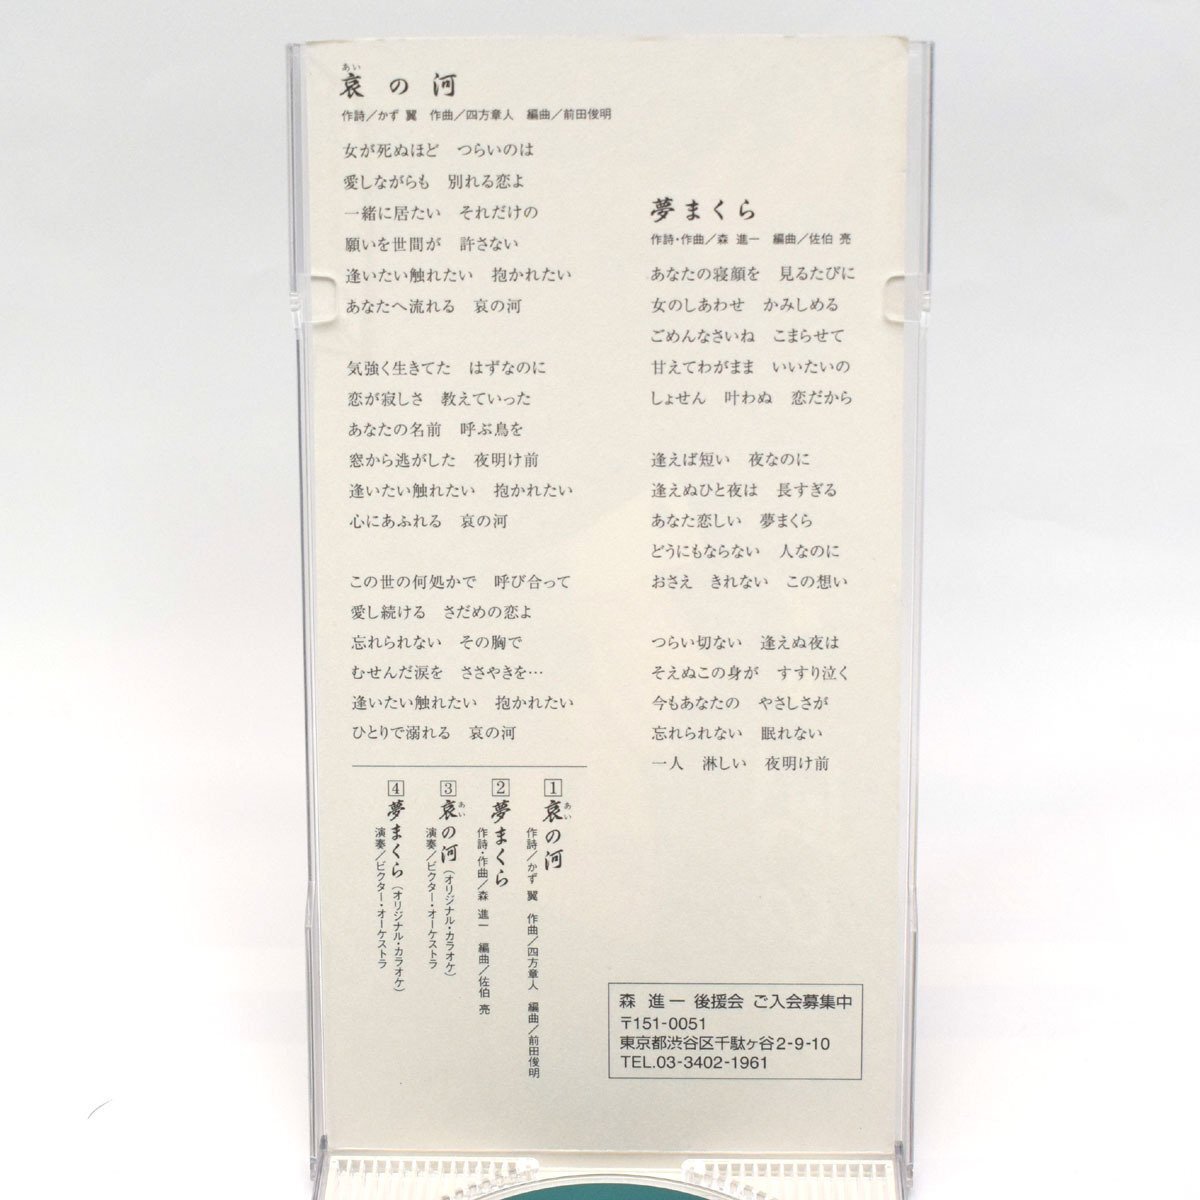 あい
哀の河
作詩／かず 翼　作曲／四方章人　編曲／前田俊明
女が死ぬほど　つらいのは
愛しながらも　別れる恋よ
一緒に居たい　それだけの
願いを世間が　許さない
逢いたい触れたい　抱かれたい
あなたへ流れる　哀の河
気強く生きてた　はずなのに
恋が寂しさ　教えていった
あなたの名前　呼ぶ鳥を
窓から逃がした　夜明け前
逢いたい触れたい　抱かれたい
心にあふれる　哀の河
この世の何処かで　呼び合って
愛し続ける　さだめの恋よ
忘れられない　その胸で
むせんだ涙を　ささやきを…
逢いたい触れたい　抱かれたい
ひとりで溺れる　哀の河
夢まくら
作詩・作曲／森 進一　編曲／佐伯 亮
あなたの寝顔を　見るたびに
女のしあわせ　かみしめる
ごめんなさいね　こまらせて
甘えてわがまま　いいたいの
しょせん　叶わぬ　恋だから
逢えば短い　夜なのに
逢えぬひと夜は　長すぎる
あなた恋しい　夢まくら
どうにもならない　人なのに
おさえ　きれない　この想い
つらい切ない　逢えぬ夜は
そえぬこの身が　すすり泣く
今もあなたの　やさしさが
忘れられない　眠れない
一人　淋しい　夜明け前
1 哀の河
あい
作詩／かず 翼　作曲／四方章人　編曲／前田俊明
2 夢まくら
作詩・作曲／森 進一　編曲／佐伯 亮
3 哀の河（オリジナル・カラオケ）
あい
演奏／ビクター・オーケストラ
4 夢まくら（オリジナル・カラオケ）
演奏／ビクター・オーケストラ
森 進一 後援会 ご入会募集中
〒151-0051
東京都渋谷区千駄ヶ谷2-9-10
TEL.03-3402-1961